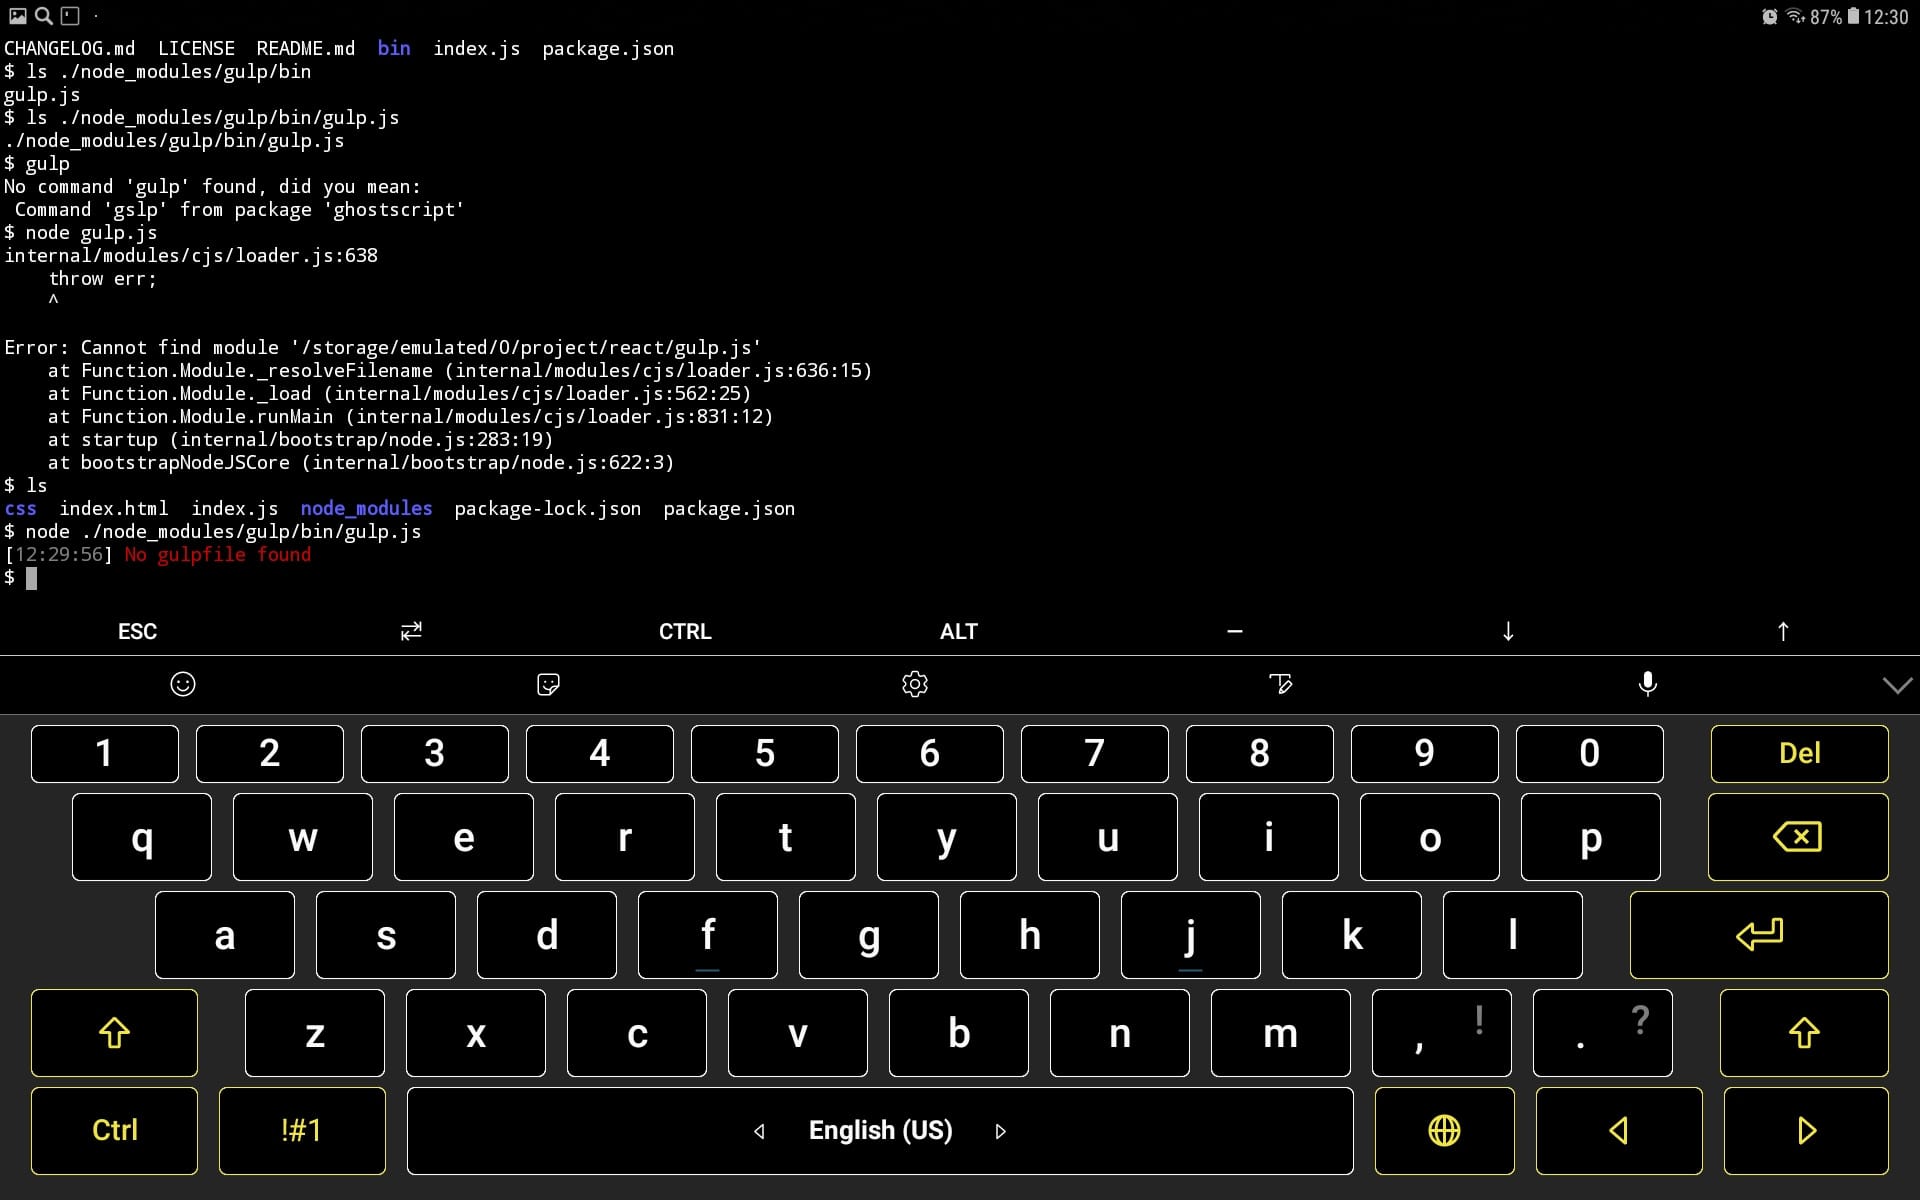 87% 12:30
CHANGELOG.md LICENSE README.md bin index.js package.json
$ ls ./node_modules/gulp/bin
gulp.js
$ ls ./node_modules/gulp/bin/gulp.js
./node_modules/gulp/bin/gulp.js
$ gulp
No command 'gulp' found, did you mean:
 Command 'gslp' from package 'ghostscript'
$ node gulp.js
internal/modules/cjs/loader.js:638
    throw err;
    ^
Error: Cannot find module '/storage/emulated/0/project/react/gulp.js'
    at Function.Module._resolveFilename (internal/modules/cjs/loader.js:636:15)
    at Function.Module._load (internal/modules/cjs/loader.js:562:25)
    at Function.Module.runMain (internal/modules/cjs/loader.js:831:12)
    at startup (internal/bootstrap/node.js:283:19)
    at bootstrapNodeJSCore (internal/bootstrap/node.js:622:3)
$ ls
css index.html index.js node_modules package-lock.json package.json
$ node ./node_modules/gulp/bin/gulp.js
[12:29:56] No gulpfile found
$
ESC ⇄ CTRL ALT — ↓ ↑
1 2 3 4 5 6 7 8 9 0 Del
q w e r t y u i o p
a s d f g h j k l
z x c v b n m , ! . ?
Ctrl !#1 English (US)